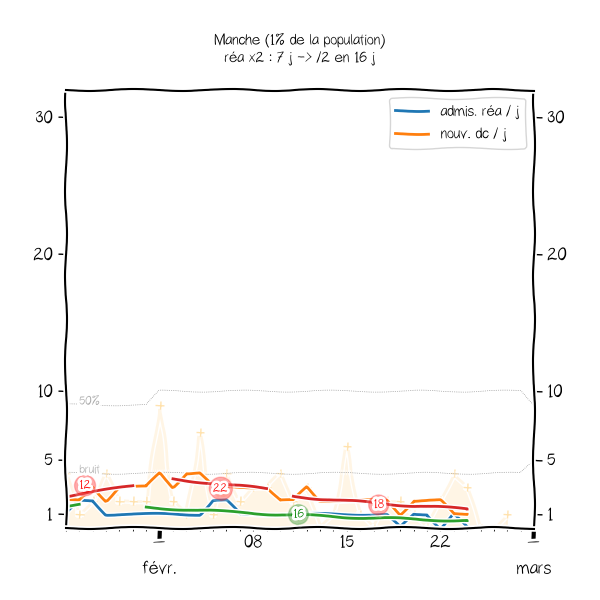 Manche (1% de la population)
réa x2 : 7 j -> /2 en 16 j
admis. réa / j
nouv. dc / j
30
30
20
20
10
10
50%
bruit
5
5
12
22
18
16
1
1
08
15
22
févr.
mars